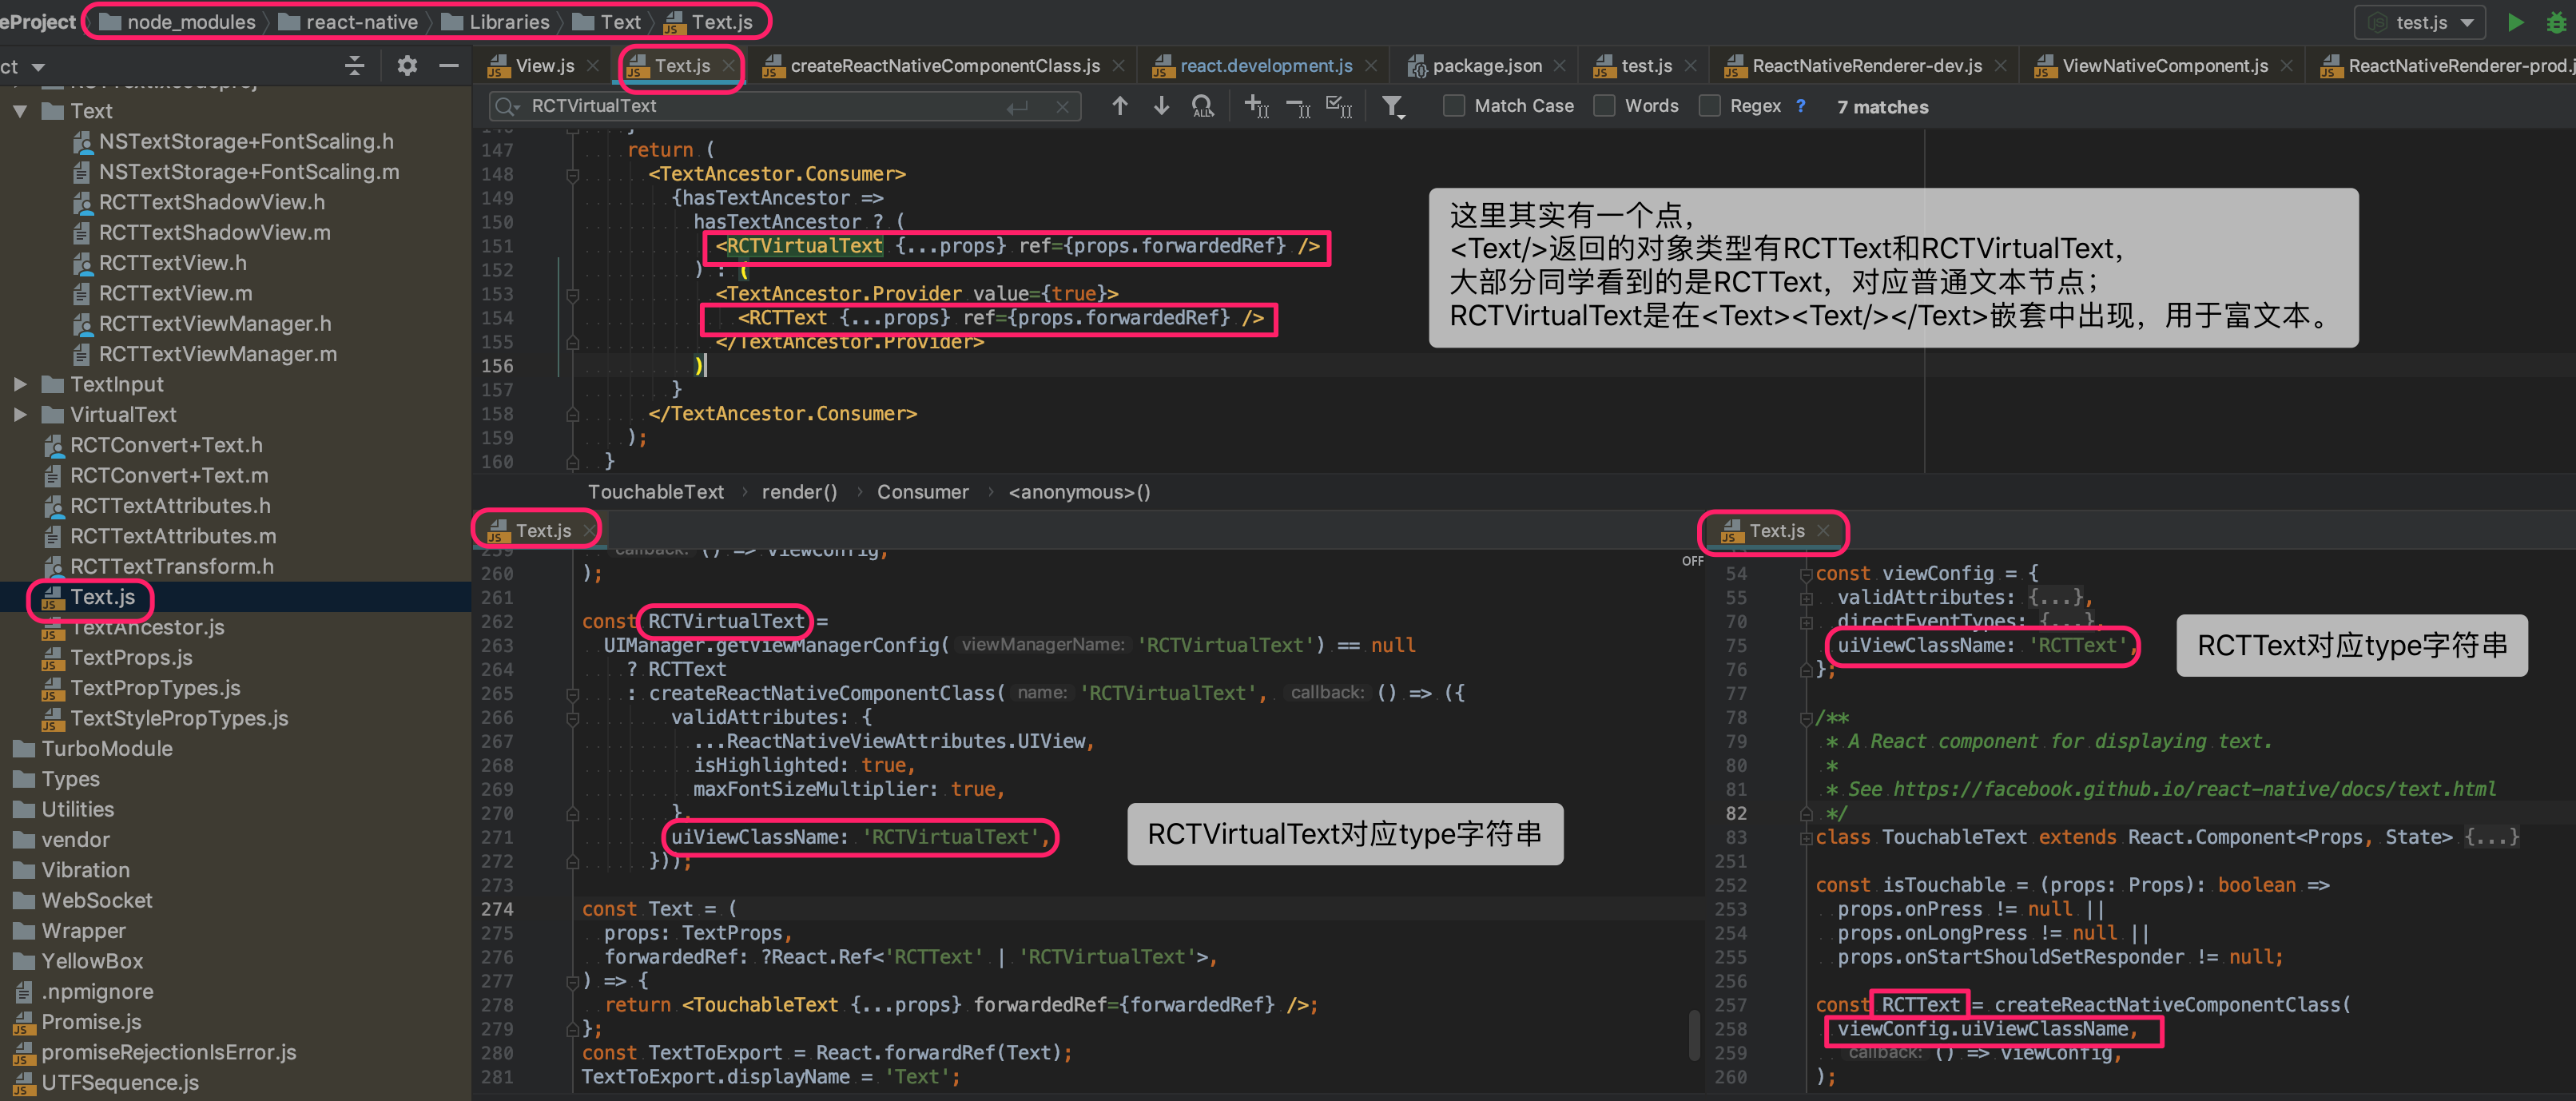 eProject node_modules react-native Libraries Text Text.js test.js
ct View.js Text.js createReactNativeComponentClass.js react.development.js package.json test.js ReactNativeRenderer-dev.js ViewNativeComponent.js ReactNativeRenderer-prod.j
RCTVirtualText Match Case Words Regex ? 7 matches
Text
NSTextStorage+FontScaling.h
NSTextStorage+FontScaling.m
RCTTextShadowView.h
RCTTextShadowView.m
RCTTextView.h
RCTTextView.m
RCTTextViewManager.h
RCTTextViewManager.m
TextInput
VirtualText
RCTConvert+Text.h
RCTConvert+Text.m
RCTTextAttributes.h
RCTTextAttributes.m
RCTTextTransform.h
Text.js
TextAncestor.js
TextProps.js
TextPropTypes.js
TextStylePropTypes.js
TurboModule
Types
Utilities
vendor
Vibration
WebSocket
Wrapper
YellowBox
.npmignore
Promise.js
promiseRejectionIsError.js
UTFSequence.js
146 }
147 return (
148 <TextAncestor.Consumer>
149 {hasTextAncestor =>
150 hasTextAncestor ? (
151 <RCTVirtualText {...props} ref={props.forwardedRef} />
152 ) : (
153 <TextAncestor.Provider value={true}>
154 <RCTText {...props} ref={props.forwardedRef} />
155 </TextAncestor.Provider>
156 )
157 }
158 </TextAncestor.Consumer>
159 );
160 }
这里其实有一个点，
<Text/>返回的对象类型有RCTText和RCTVirtualText，
大部分同学看到的是RCTText，对应普通文本节点；
RCTVirtualText是在<Text><Text/></Text>嵌套中出现，用于富文本。
TouchableText render() Consumer <anonymous>()
Text.js
259 callback: () => viewConfig,
260 );
261
262 const RCTVirtualText =
263 UIManager.getViewManagerConfig( viewManagerName: 'RCTVirtualText') == null
264 ? RCTText
265 : createReactNativeComponentClass( name: 'RCTVirtualText', callback: () => ({
266 validAttributes: {
267 ...ReactNativeViewAttributes.UIView,
268 isHighlighted: true,
269 maxFontSizeMultiplier: true,
270 },
271 uiViewClassName: 'RCTVirtualText',
272 }));
273
274 const Text = (
275 props: TextProps,
276 forwardedRef: ?React.Ref<'RCTText' | 'RCTVirtualText'>,
277 ) => {
278 return <TouchableText {...props} forwardedRef={forwardedRef} />;
279 };
280 const TextToExport = React.forwardRef(Text);
281 TextToExport.displayName = 'Text';
RCTVirtualText对应type字符串
OFF
Text.js
54 const viewConfig = {
55 validAttributes: {...},
70 directEventTypes: {...},
75 uiViewClassName: 'RCTText',
76 };
77
78 /**
79 * A React component for displaying text.
80 *
81 * See https://facebook.github.io/react-native/docs/text.html
82 */
83 class TouchableText extends React.Component<Props, State> {...}
251
252 const isTouchable = (props: Props): boolean =>
253 props.onPress != null ||
254 props.onLongPress != null ||
255 props.onStartShouldSetResponder != null;
256
257 const RCTText = createReactNativeComponentClass(
258 viewConfig.uiViewClassName,
259 callback: () => viewConfig,
260 );
RCTText对应type字符串